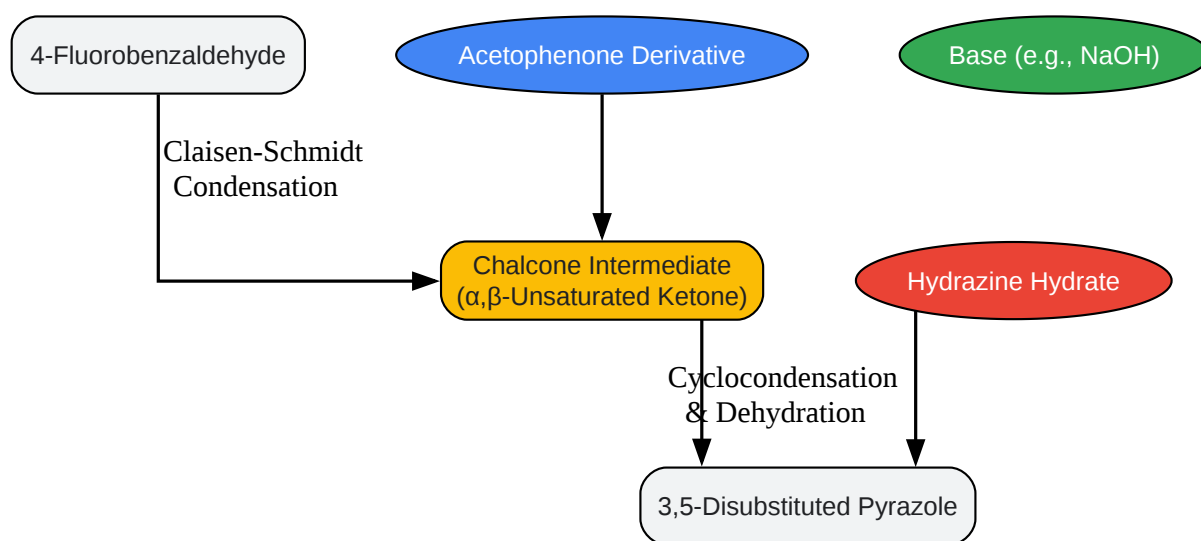 4-Fluorobenzaldehyde
Acetophenone Derivative
Base (e.g., NaOH)
Claisen-Schmidt
Condensation
Chalcone Intermediate
(α,β-Unsaturated Ketone)
Hydrazine Hydrate
Cyclocondensation
& Dehydration
3,5-Disubstituted Pyrazole